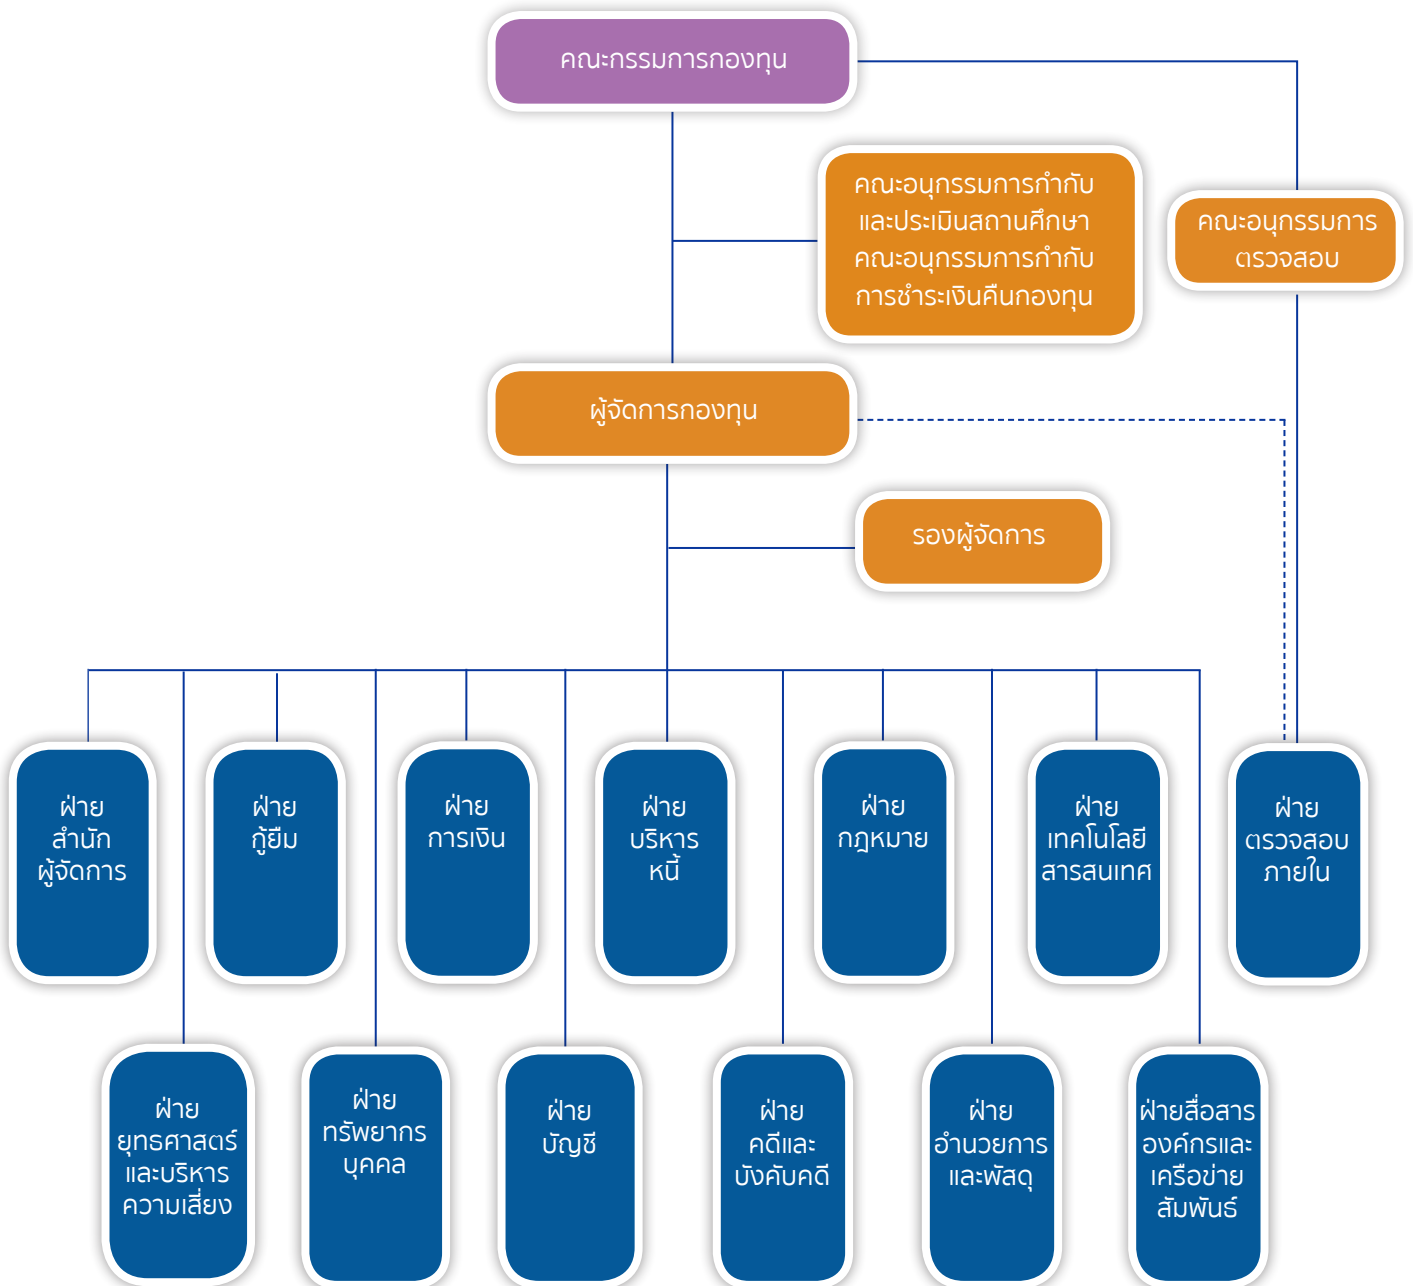 คณะกรรมการกองทุน
คณะอนุกรรมการกำกับ
และประเมินสถานศึกษา
คณะอนุกรรมการกำกับ
การชำระเงินคืนกองทุน
คณะอนุกรรมการ
ตรวจสอบ
ผู้จัดการกองทุน
รองผู้จัดการ
ฝ่าย
สำนัก
ผู้จัดการ
ฝ่าย
กู้ยืม
ฝ่าย
การเงิน
ฝ่าย
บริหาร
หนี้
ฝ่าย
กฎหมาย
ฝ่าย
เทคโนโลยี
สารสนเทศ
ฝ่าย
ตรวจสอบ
ภายใน
ฝ่าย
ยุทธศาสตร์
และบริหาร
ความเสี่ยง
ฝ่าย
ทรัพยากร
บุคคล
ฝ่าย
บัญชี
ฝ่าย
คดีและ
บังคับคดี
ฝ่าย
อำนวยการ
และพัสดุ
ฝ่ายสื่อสาร
องค์กรและ
เครือข่าย
สัมพันธ์